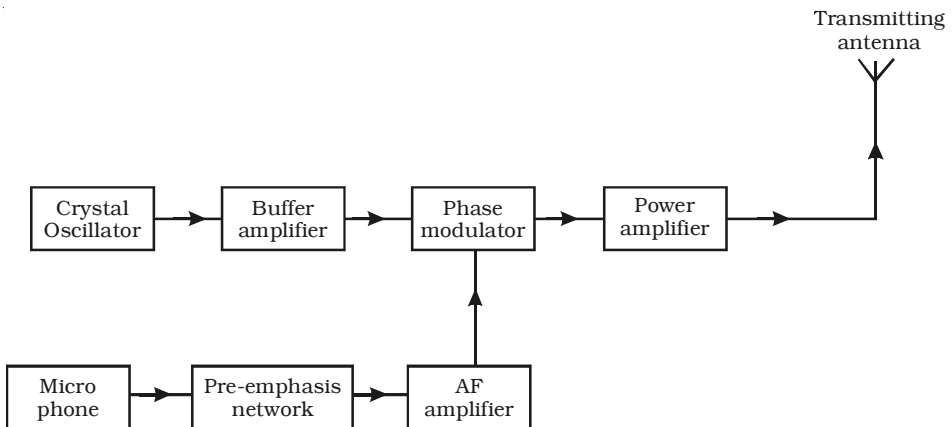 Transmitting
antenna
Crystal
Oscillator
Buffer
amplifier
Phase
modulator
Power
amplifier
Micro
phone
Pre-emphasis
network
AF
amplifier